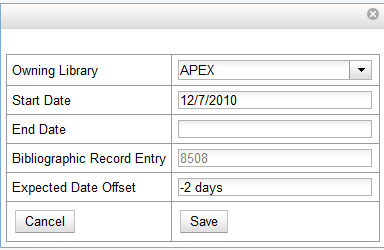 Owning Library APEX
Start Date 12/7/2010
End Date
Bibliographic Record Entry 8508
Expected Date Offset -2 days
Cancel Save